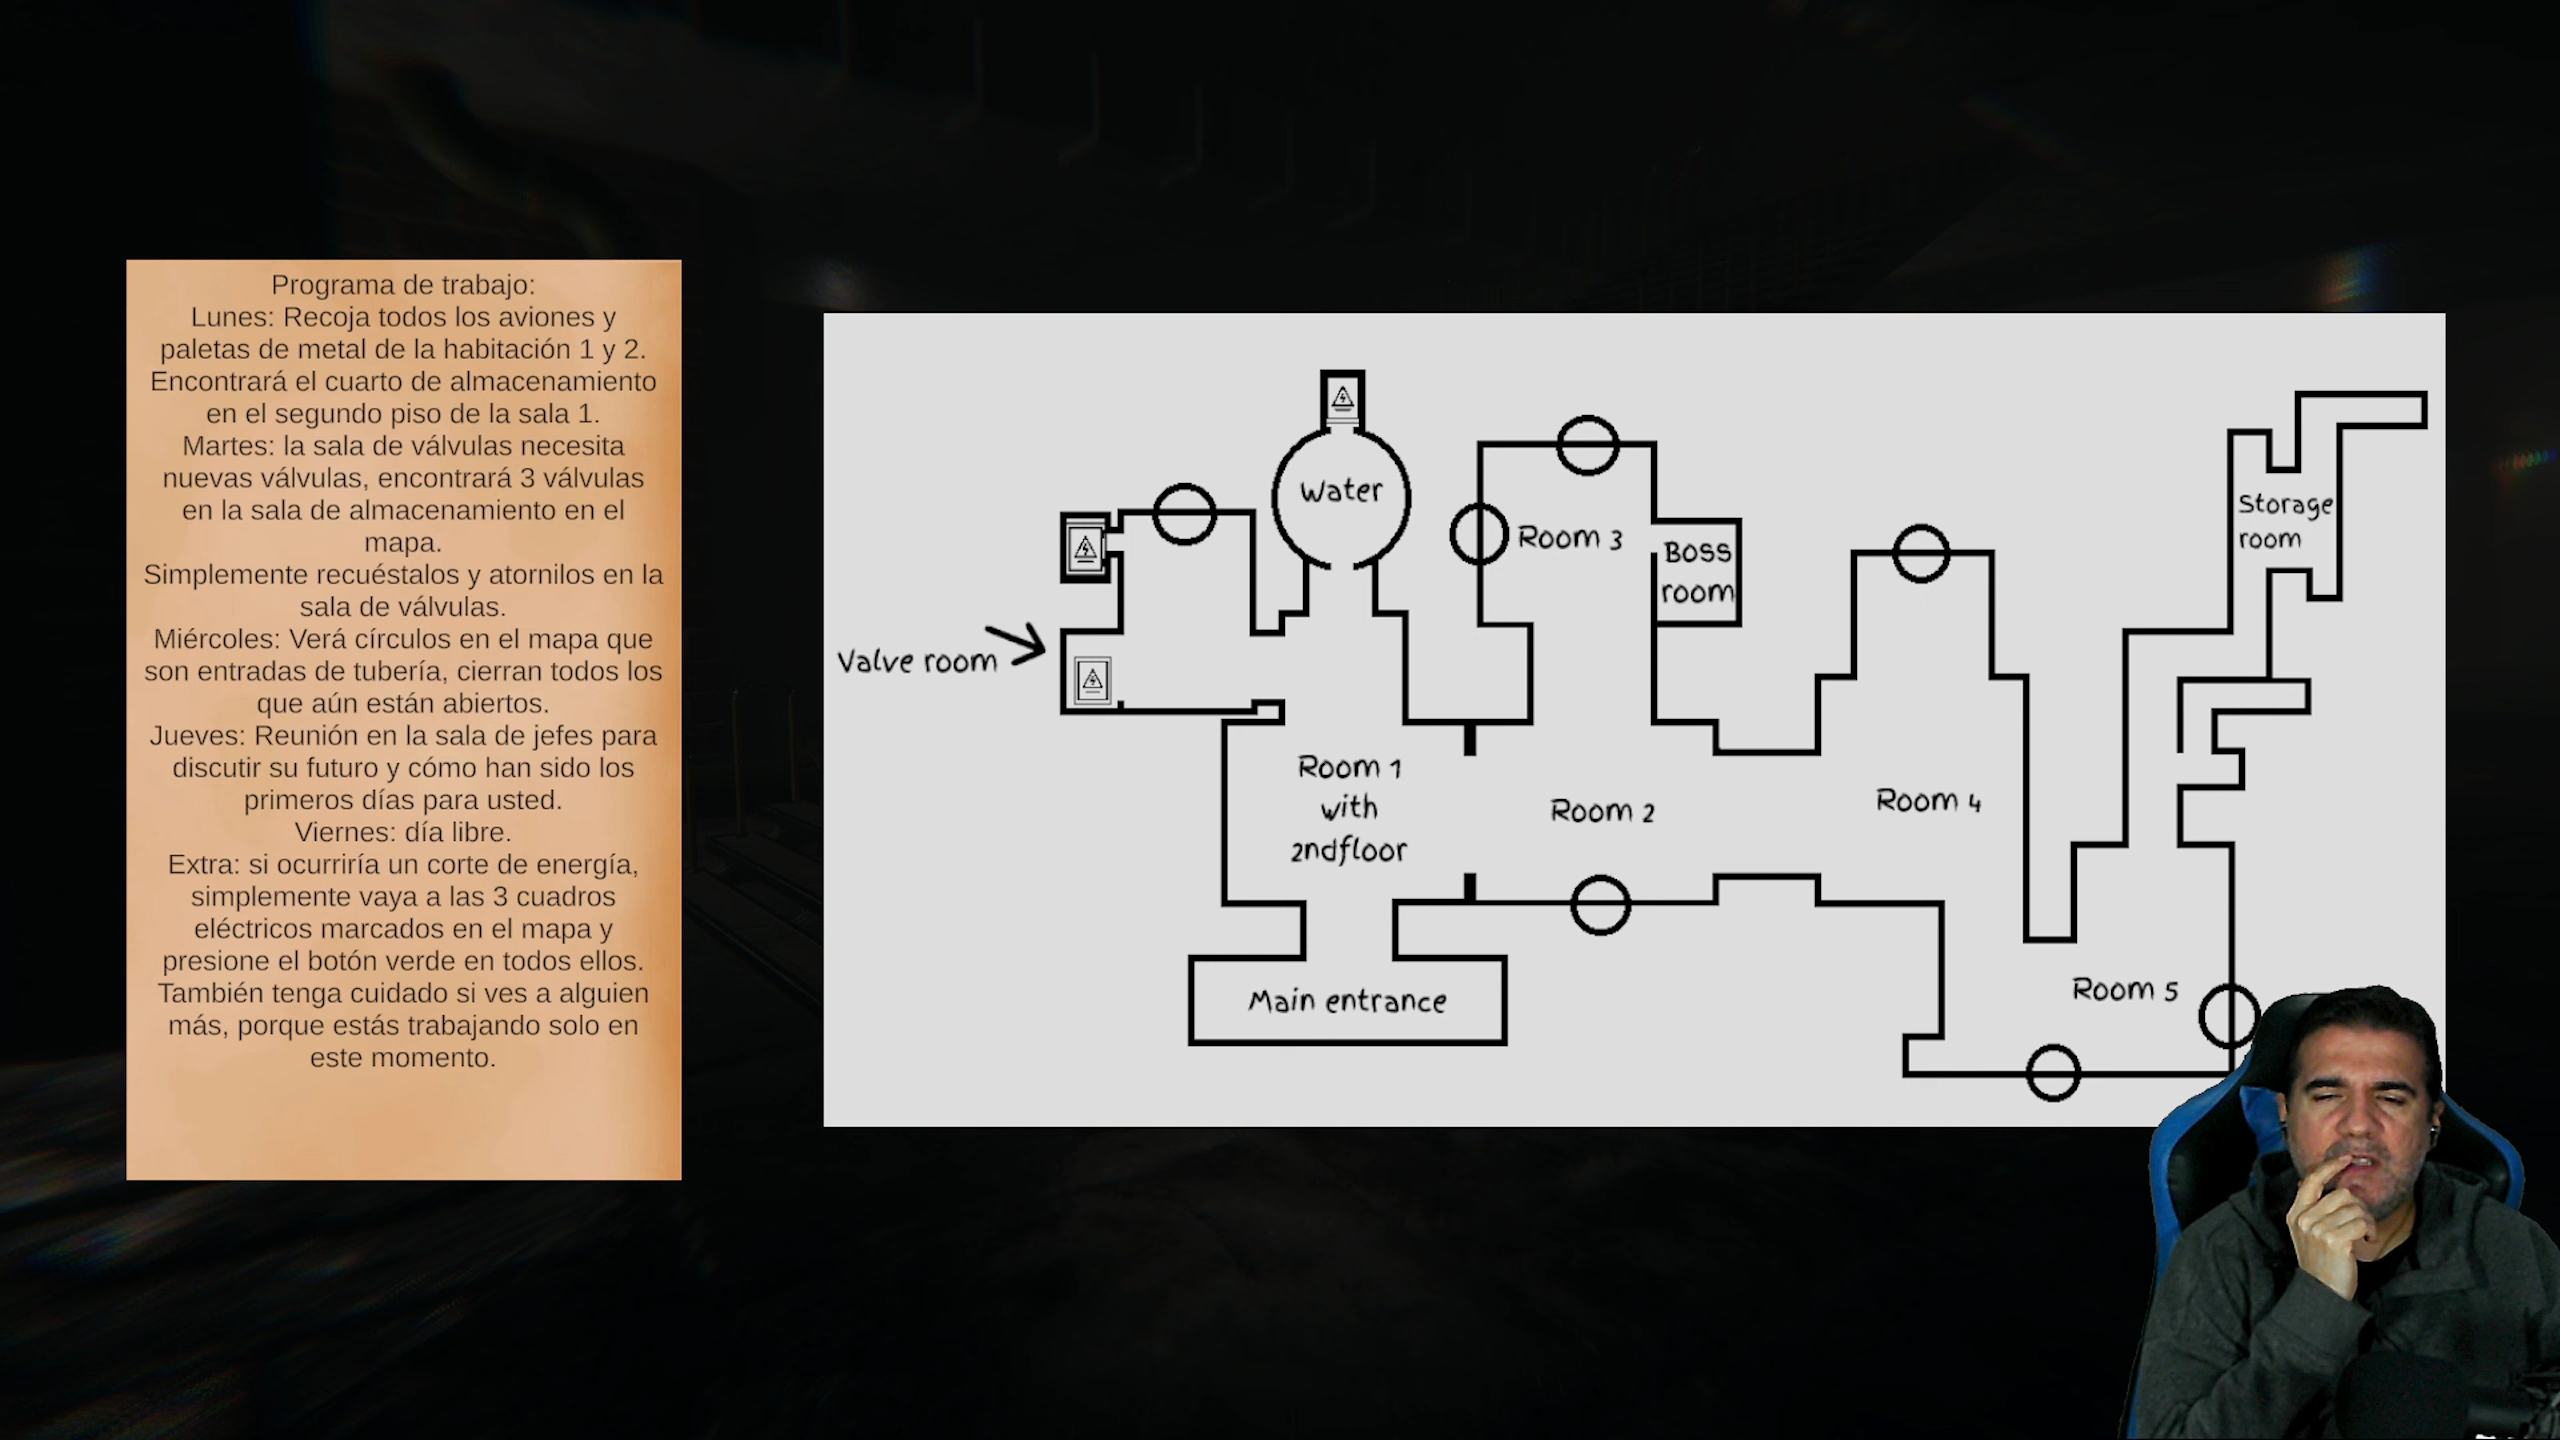 Programa de trabajo:
Lunes: Recoja todos los aviones y
paletas de metal de la habitación 1 y 2.
Encontrará el cuarto de almacenamiento
en el segundo piso de la sala 1.
Martes: la sala de válvulas necesita
nuevas válvulas, encontrará 3 válvulas
en la sala de almacenamiento en el
mapa.
Simplemente recuéstalos y atornilos en la
sala de válvulas.
Miércoles: Verá círculos en el mapa que
son entradas de tubería, cierran todos los
que aún están abiertos.
Jueves: Reunión en la sala de jefes para
discutir su futuro y cómo han sido los
primeros días para usted.
Viernes: día libre.
Extra: si ocurriría un corte de energía,
simplemente vaya a las 3 cuadros
eléctricos marcados en el mapa y
presione el botón verde en todos ellos.
También tenga cuidado si ves a alguien
más, porque estás trabajando solo en
este momento.
Water
Room 3
Boss
room
Storage
room
Valve room
Room 1
with
2ndfloor
Room 2
Room 4
Main entrance
Room 5